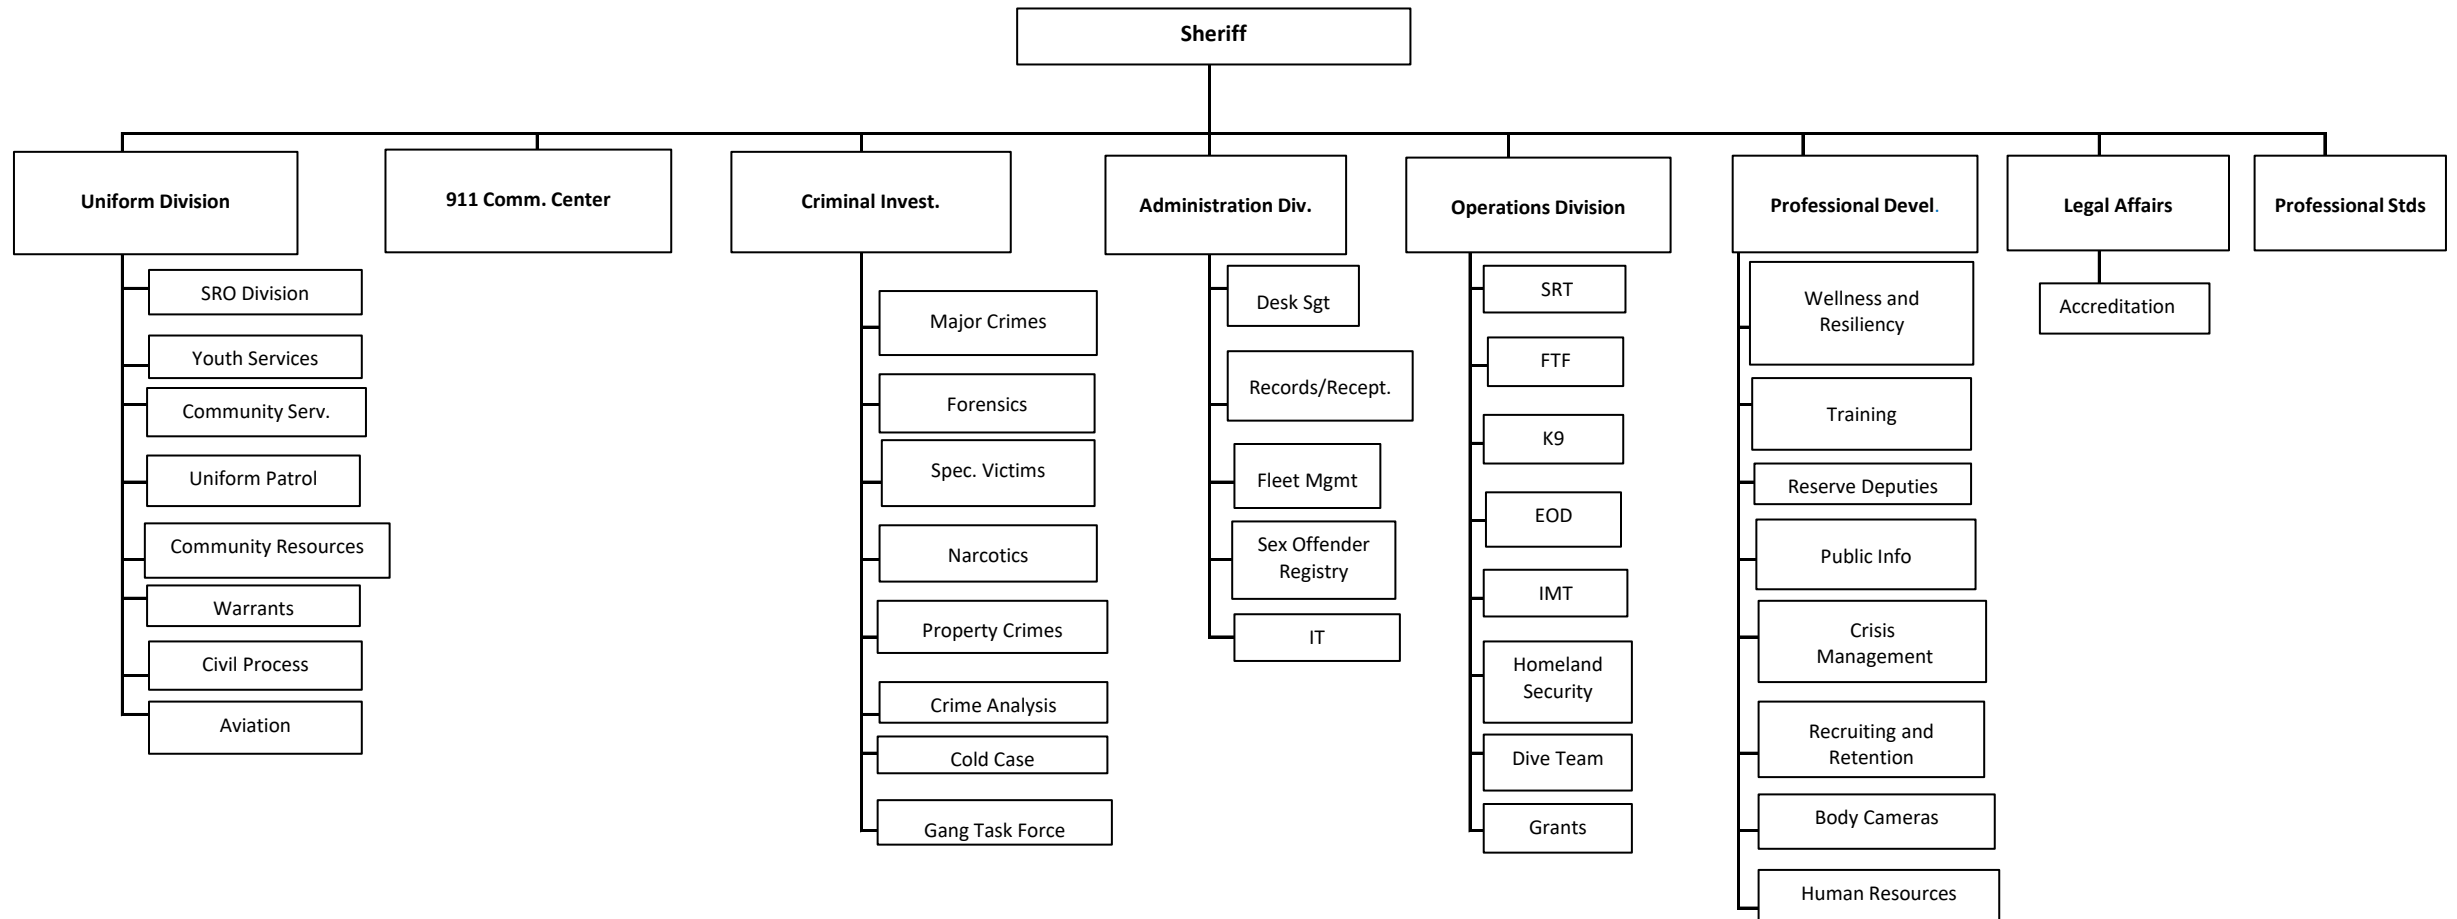 Sheriff
Uniform Division
911 Comm. Center
Criminal Invest.
Administration Div.
Operations Division
Professional Devel.
Legal Affairs
Professional Stds
SRO Division
Youth Services
Community Serv.
Uniform Patrol
Community Resources
Warrants
Civil Process
Aviation
Major Crimes
Forensics
Spec. Victims
Narcotics
Property Crimes
Crime Analysis
Cold Case
Gang Task Force
Desk Sgt
Records/Recept.
Fleet Mgmt
Sex Offender
Registry
IT
SRT
FTF
K9
EOD
IMT
Homeland
Security
Dive Team
Grants
Wellness and
Resiliency
Training
Reserve Deputies
Public Info
Crisis
Management
Recruiting and
Retention
Body Cameras
Human Resources
Accreditation